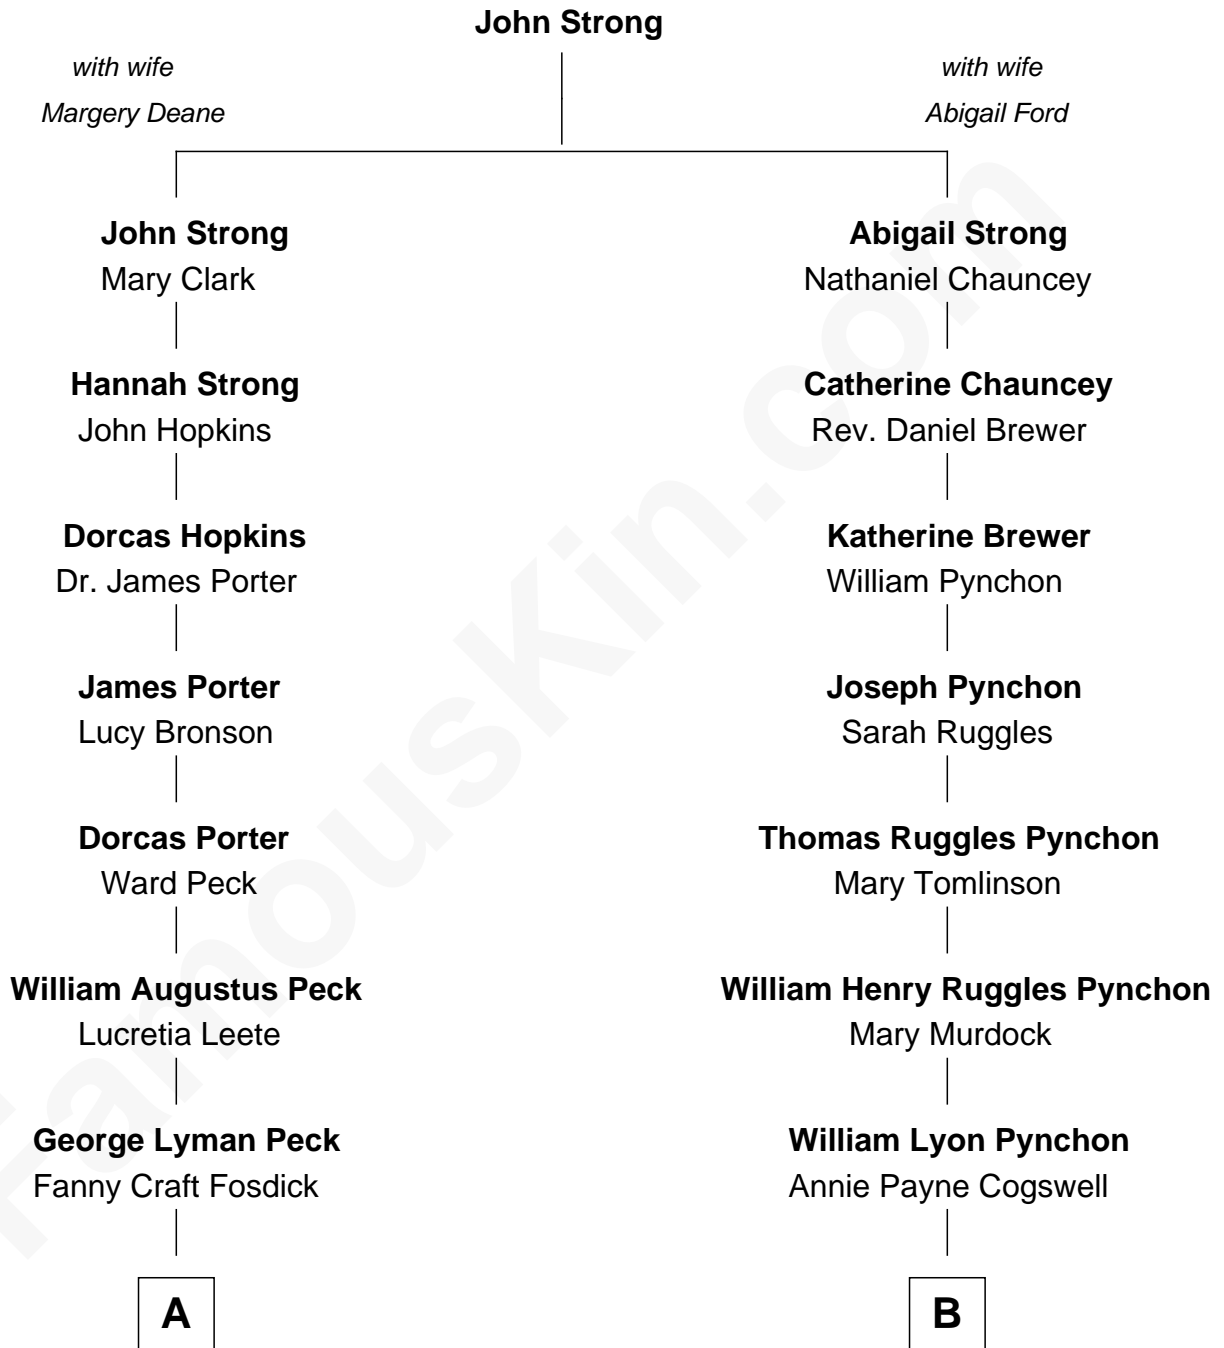 John Strong
with wife
Margery Deane
with wife
Abigail Ford
John Strong
Mary Clark
Abigail Strong
Nathaniel Chauncey
Hannah Strong
John Hopkins
Catherine Chauncey
Rev. Daniel Brewer
Dorcas Hopkins
Dr. James Porter
Katherine Brewer
William Pynchon
James Porter
Lucy Bronson
Joseph Pynchon
Sarah Ruggles
Dorcas Porter
Ward Peck
Thomas Ruggles Pynchon
Mary Tomlinson
William Augustus Peck
Lucretia Leete
William Henry Ruggles Pynchon
Mary Murdock
George Lyman Peck
Fanny Craft Fosdick
William Lyon Pynchon
Annie Payne Cogswell
A
B
FamousKin.com